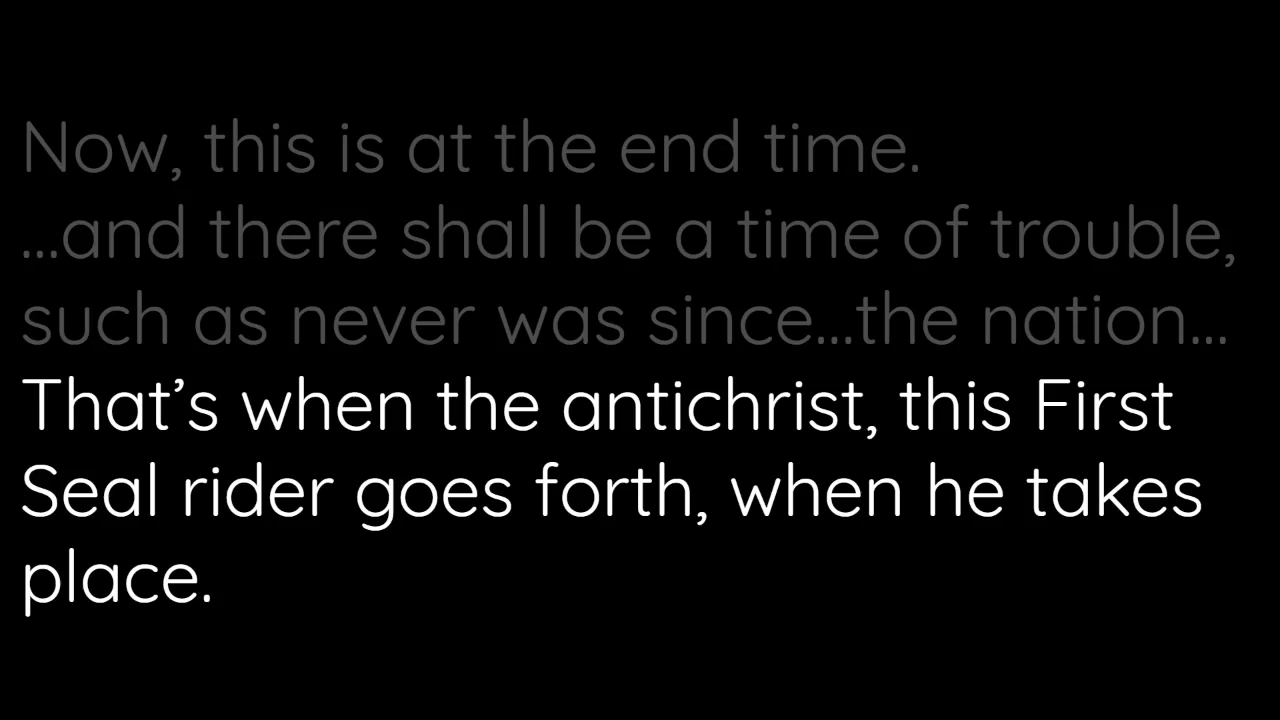 Now, this is at the end time.
...and there shall be a time of trouble,
such as never was since...the nation...
That’s when the antichrist, this First
Seal rider goes forth, when he takes
place.